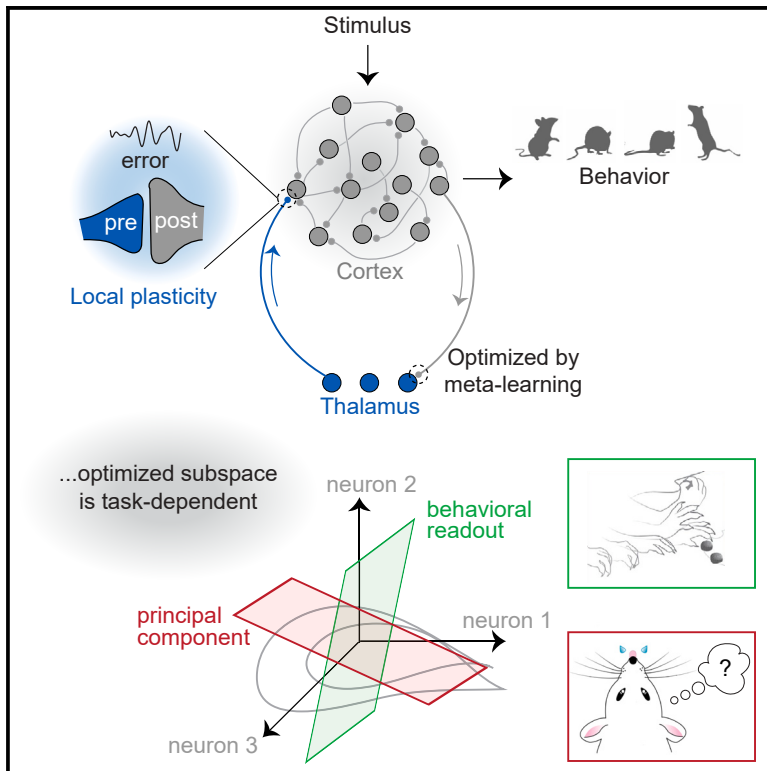 Stimulus
error
pre
post
Local plasticity
Cortex
Behavior
Optimized by
meta-learning
Thalamus
...optimized subspace
is task-dependent
neuron 2
behavioral
readout
principal
component
neuron 1
neuron 3
?